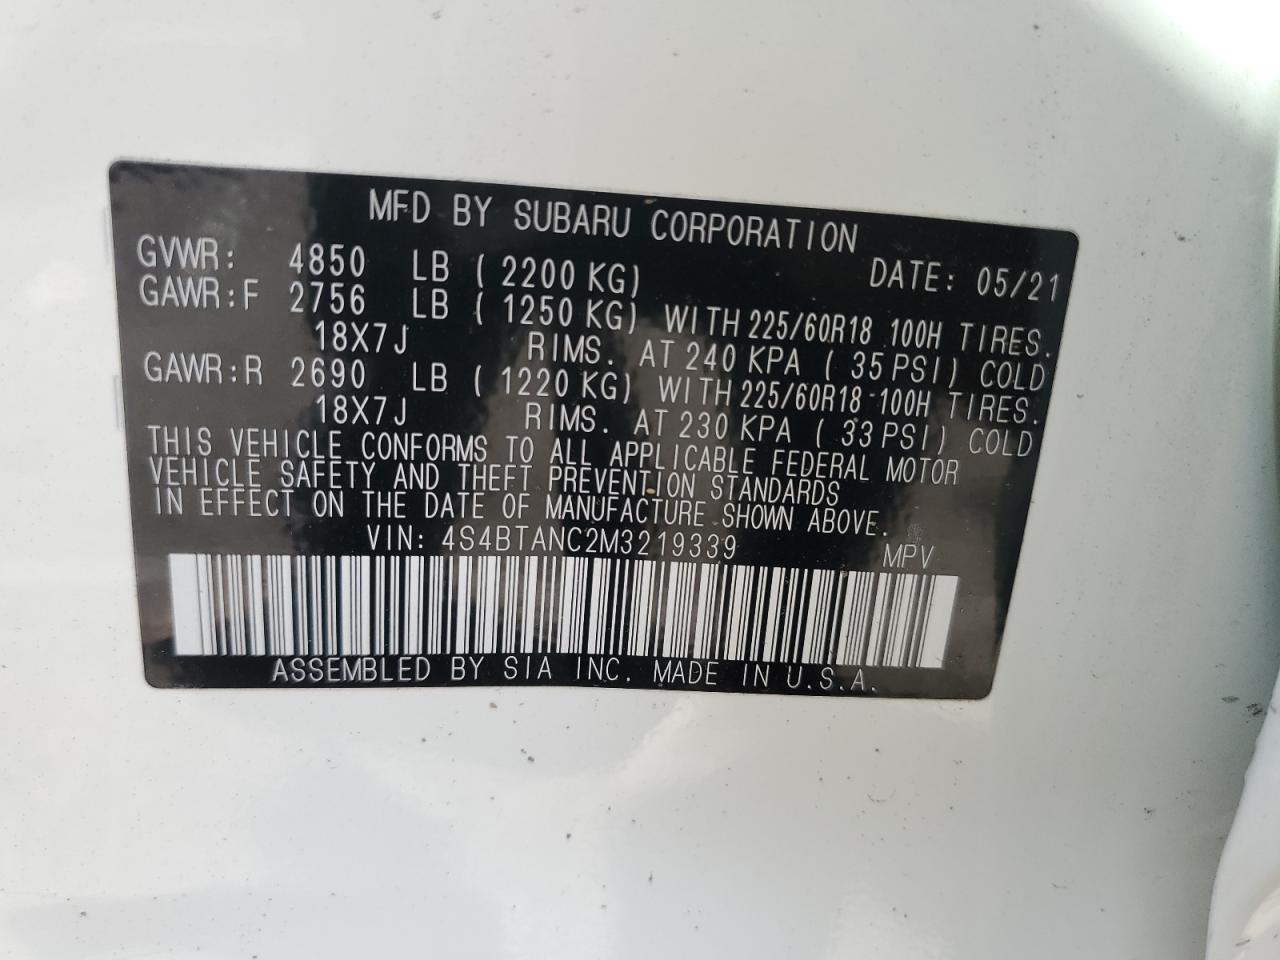 MFD BY SUBARU CORPORATION
GVWR: 4850 LB ( 2200 KG) DATE: 05/21
GAWR:F 2756 LB ( 1250 KG) WITH 225/60R18 100H TIRES.
18X7J RIMS. AT 240 KPA ( 35 PSI) COLD
GAWR:R 2690 LB ( 1220 KG) WITH 225/60R18 100H TIRES.
18X7J RIMS. AT 230 KPA ( 33 PSI) COLD
THIS VEHICLE CONFORMS TO ALL APPLICABLE FEDERAL MOTOR
VEHICLE SAFETY AND THEFT PREVENTION STANDARDS
IN EFFECT ON THE DATE OF MANUFACTURE SHOWN ABOVE.
VIN: 4S4BTANC2M3219339 MPV
ASSEMBLED BY SIA INC. MADE IN U.S.A.